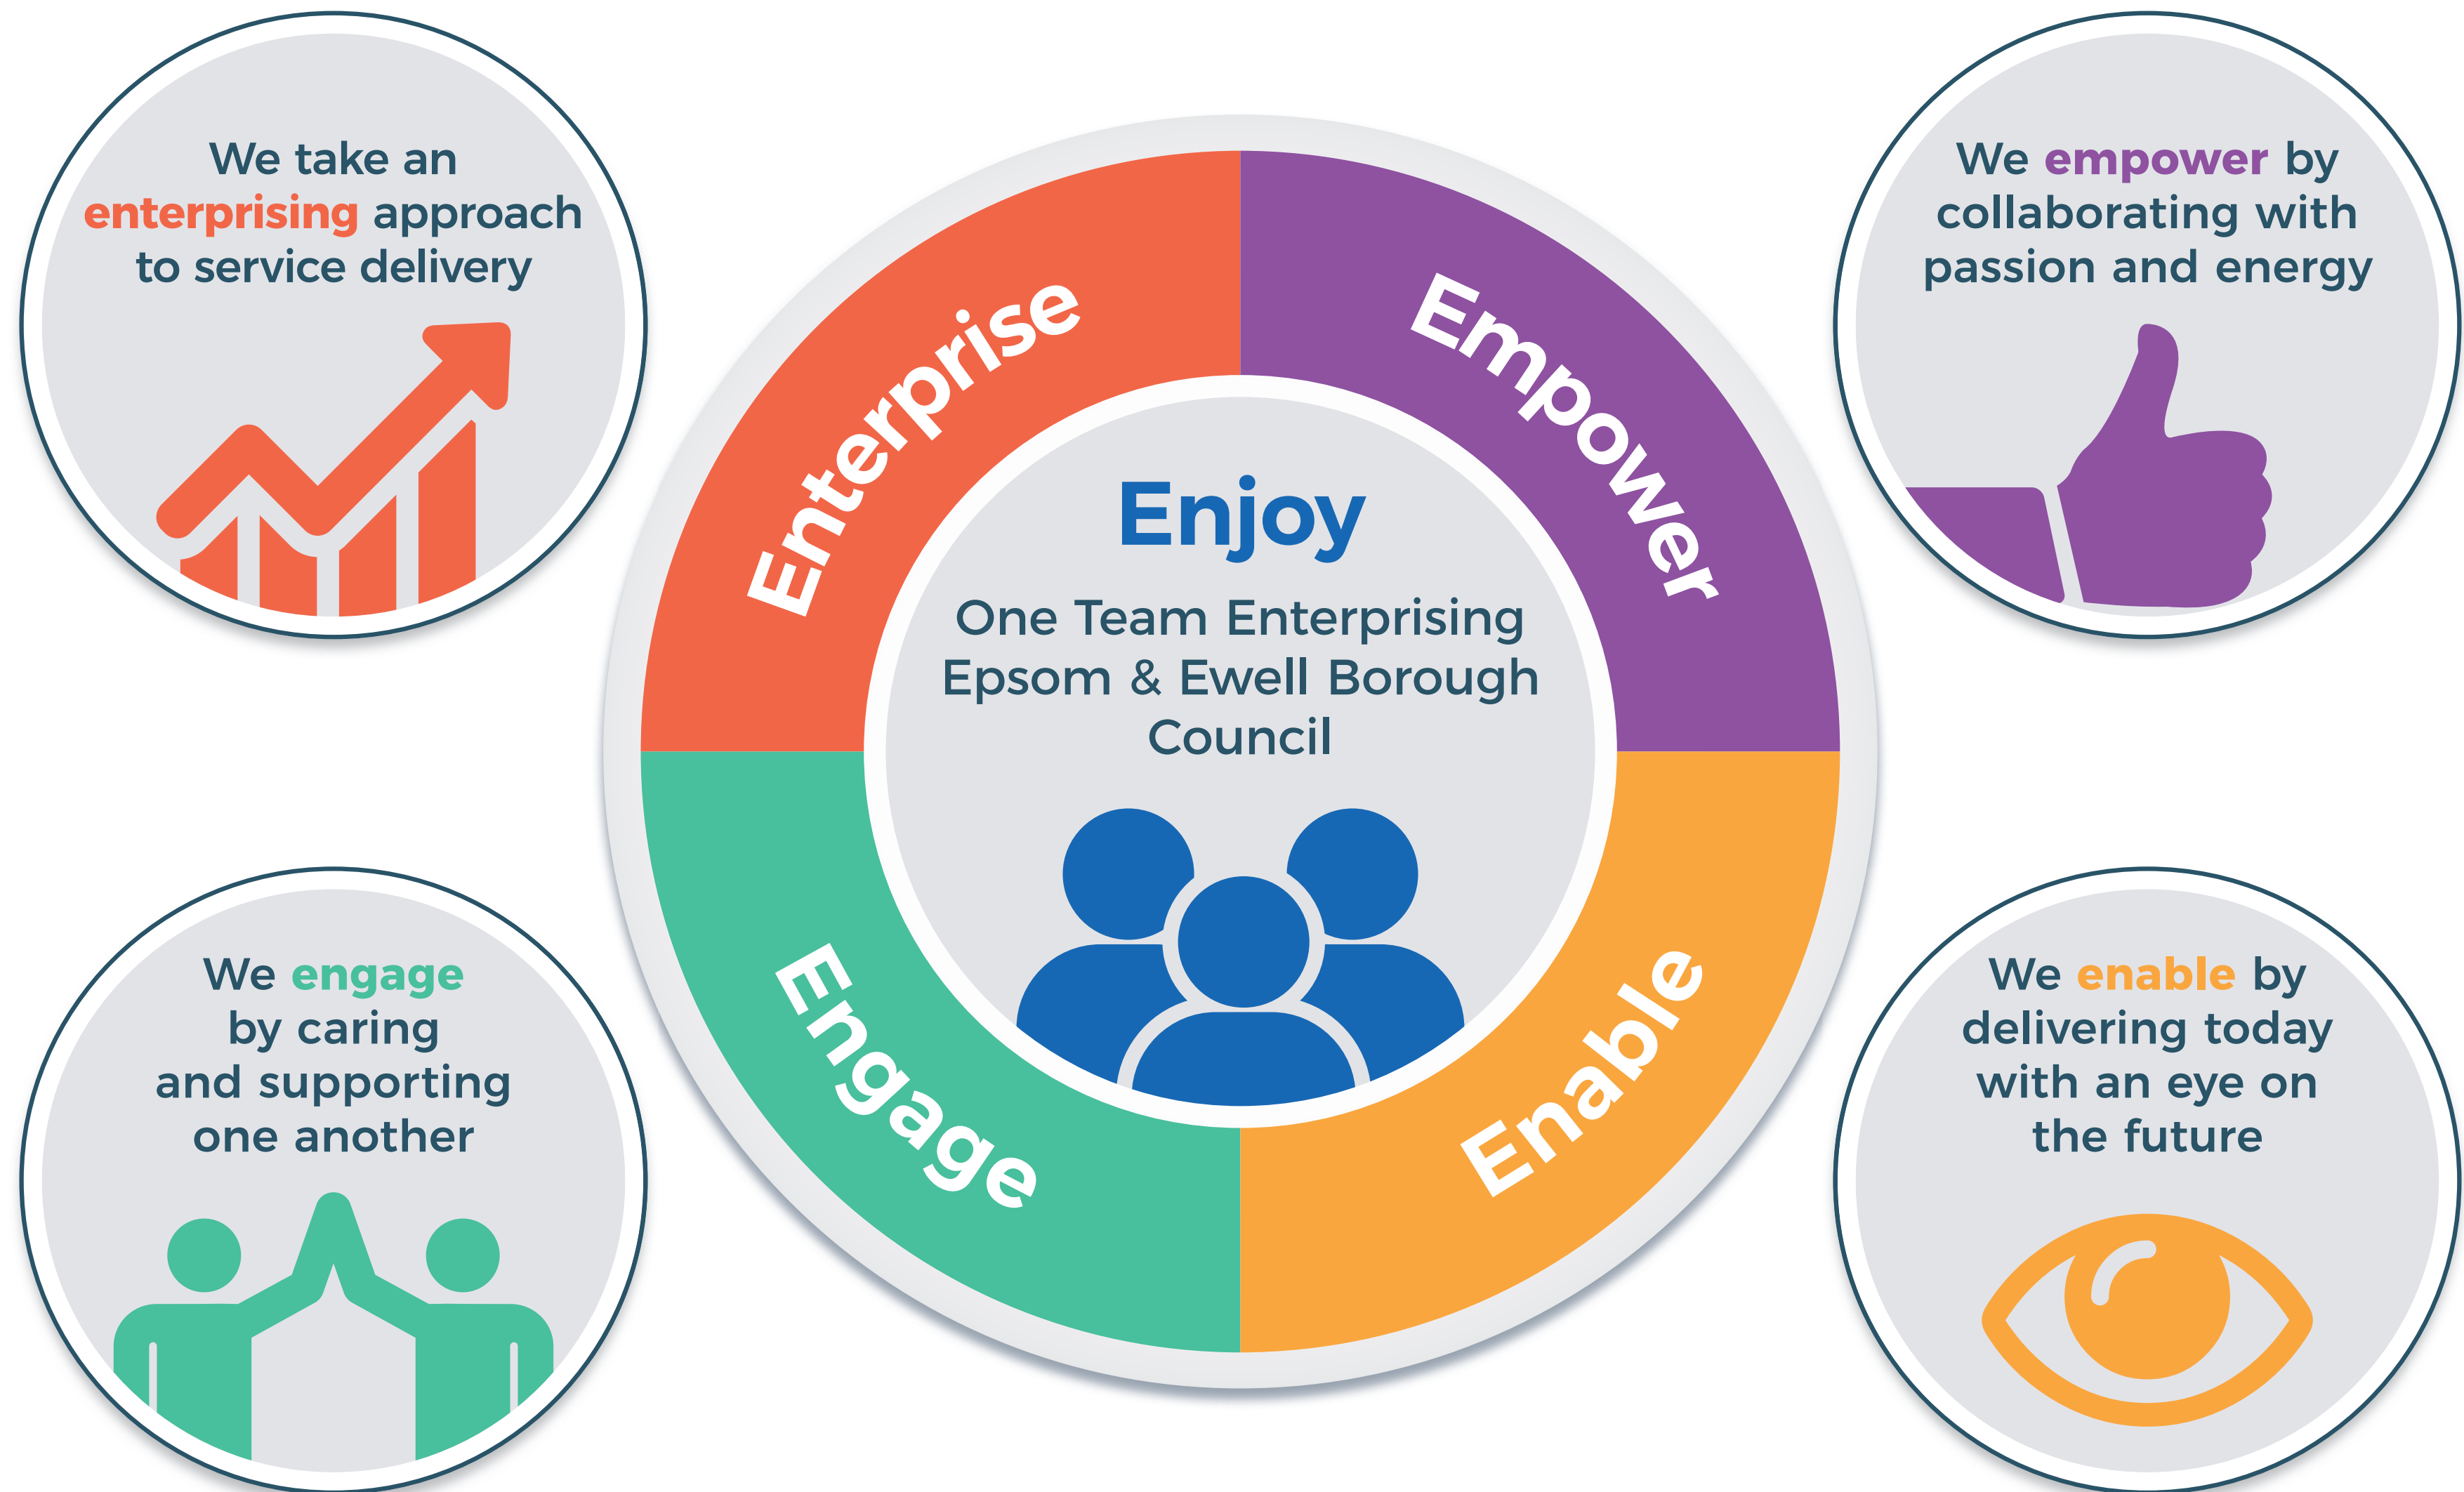 We take an
enterprising approach
to service delivery
We empower by
collaborating with
passion and energy
Enterprise
Empower
Enjoy
One Team Enterprising
Epsom & Ewell Borough
Council
Engage
Enable
We engage
by caring
and supporting
one another
We enable by
delivering today
with an eye on
the future